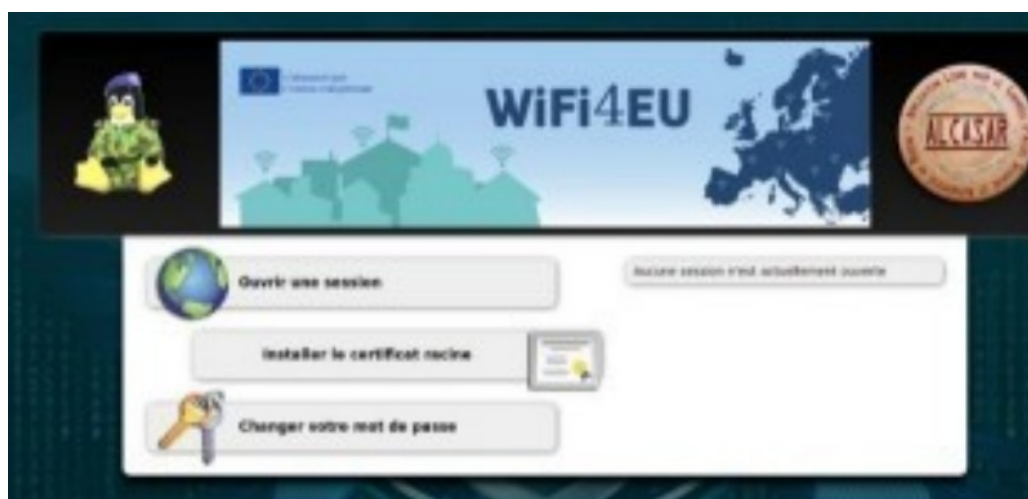 WiFi4EU
ALCASAR
Ouvrir une session
Aucune session n'est actuellement ouverte
Installer le certificat racine
Changer votre mot de passe